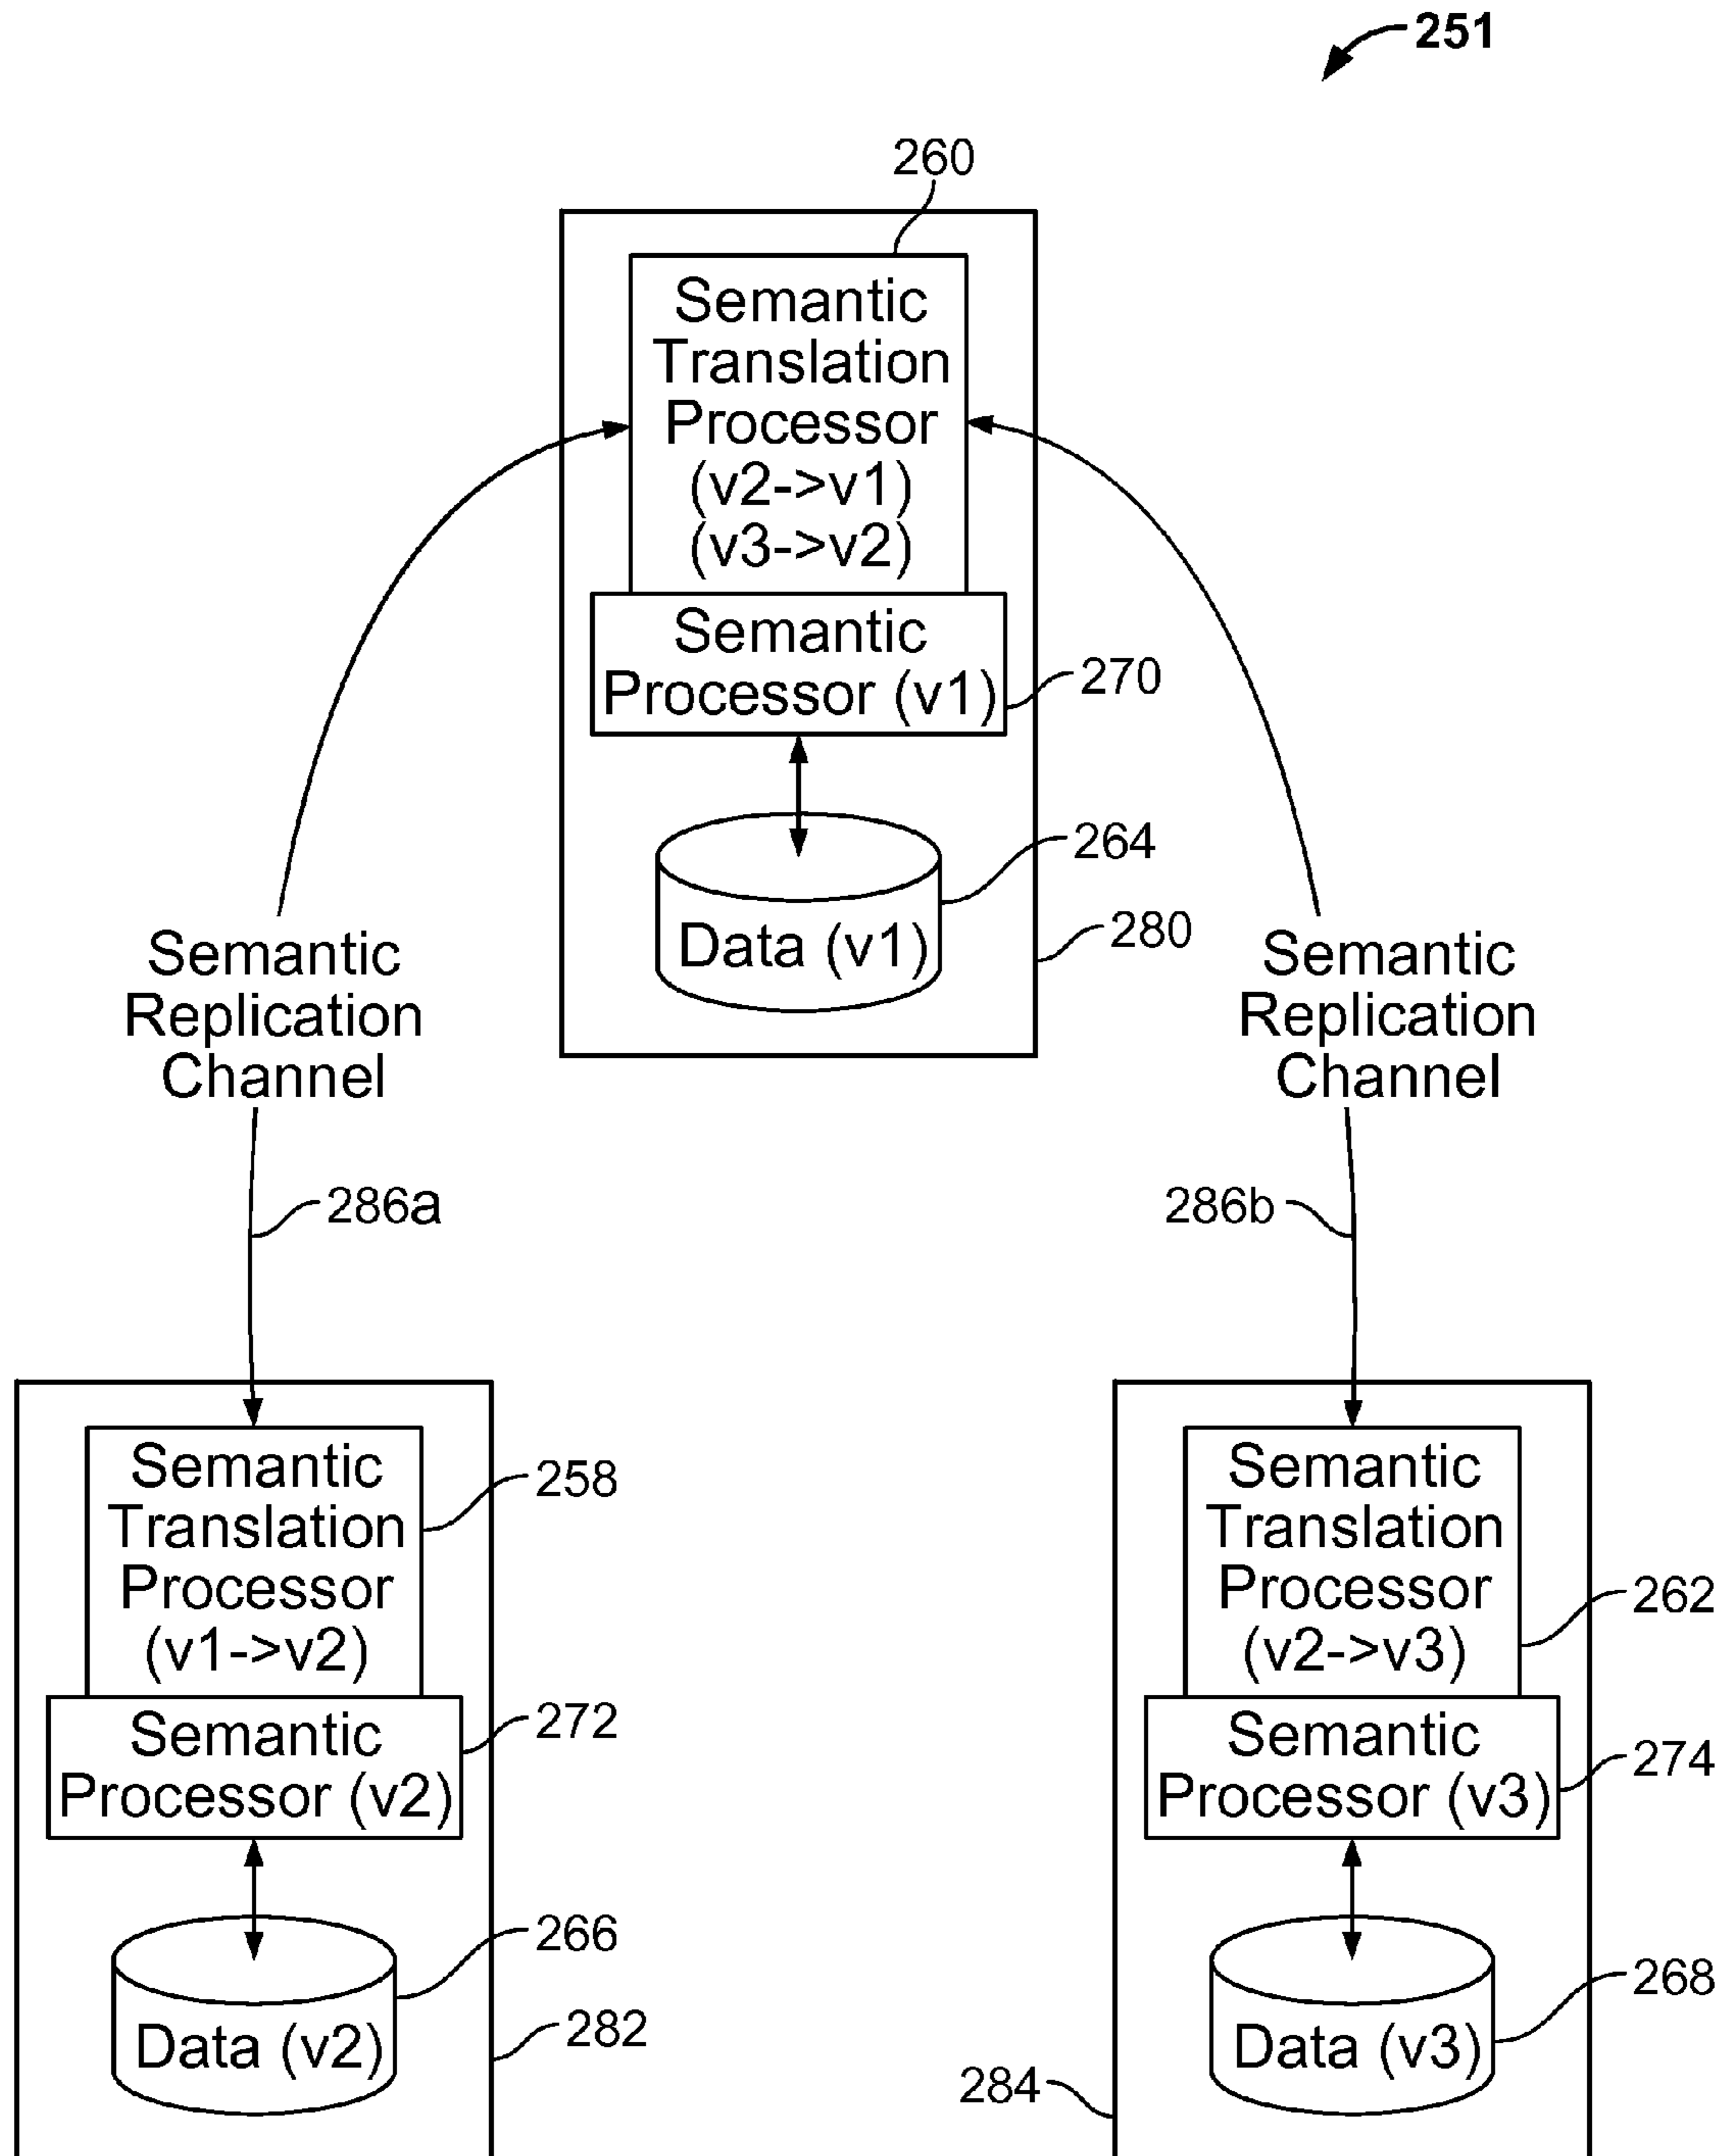 251
260
Semantic
Translation
Processor
(v2->v1)
(v3->v2)
Semantic
Processor (v1)
270
264
Data (v1)
280
Semantic
Replication
Channel
Semantic
Replication
Channel
286a
286b
Semantic
Translation
Processor
(v1->v2)
258
Semantic
Processor (v2)
272
266
Data (v2)
282
Semantic
Translation
Processor
(v2->v3)
262
Semantic
Processor (v3)
274
268
Data (v3)
284